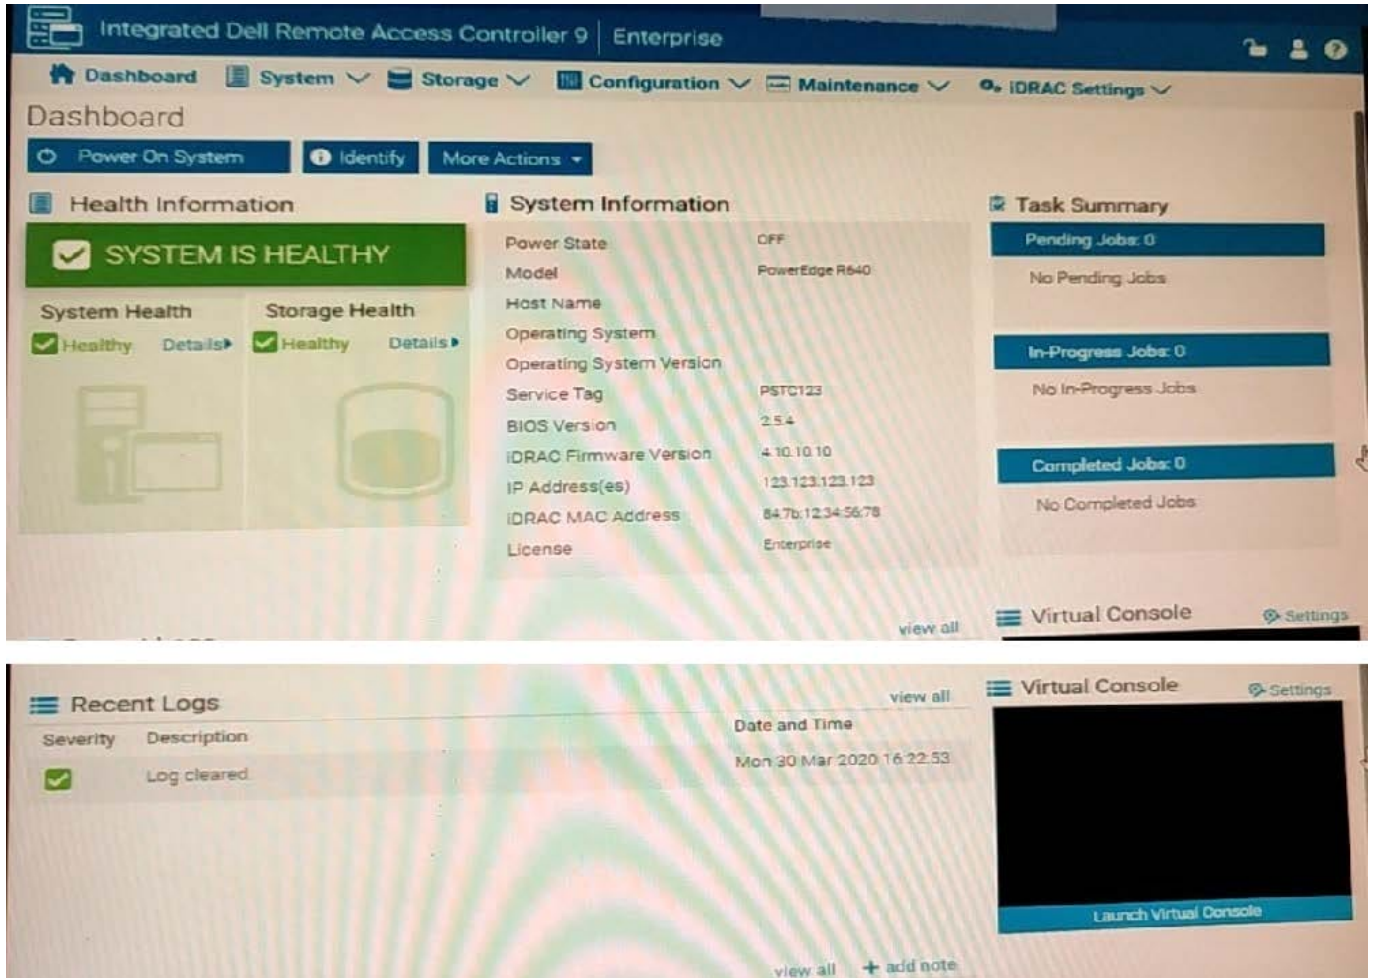 Integrated Dell Remote Access Controller 9 | Enterprise
Dashboard System Storage Configuration Maintenance iDRAC Settings
Dashboard
Power On System Identify More Actions
Health Information
SYSTEM IS HEALTHY
System Health Storage Health
Healthy Details Healthy Details
System Information
Power State OFF
Model PowerEdge R640
Host Name
Operating System
Operating System Version
Service Tag PSTC123
BIOS Version 2.5.4
iDRAC Firmware Version 4.10.10.10
IP Address(es) 123.123.123.123
iDRAC MAC Address 84:7b:12:34:56:78
License Enterprise
Task Summary
Pending Jobs: 0
No Pending Jobs
In-Progress Jobs: 0
No In-Progress Jobs
Completed Jobs: 0
No Completed Jobs
view all
Virtual Console Settings
Recent Logs view all
Severity Description Date and Time
Log cleared. Mon 30 Mar 2020 16:22:53
view all + add note
Virtual Console Settings
Launch Virtual Console